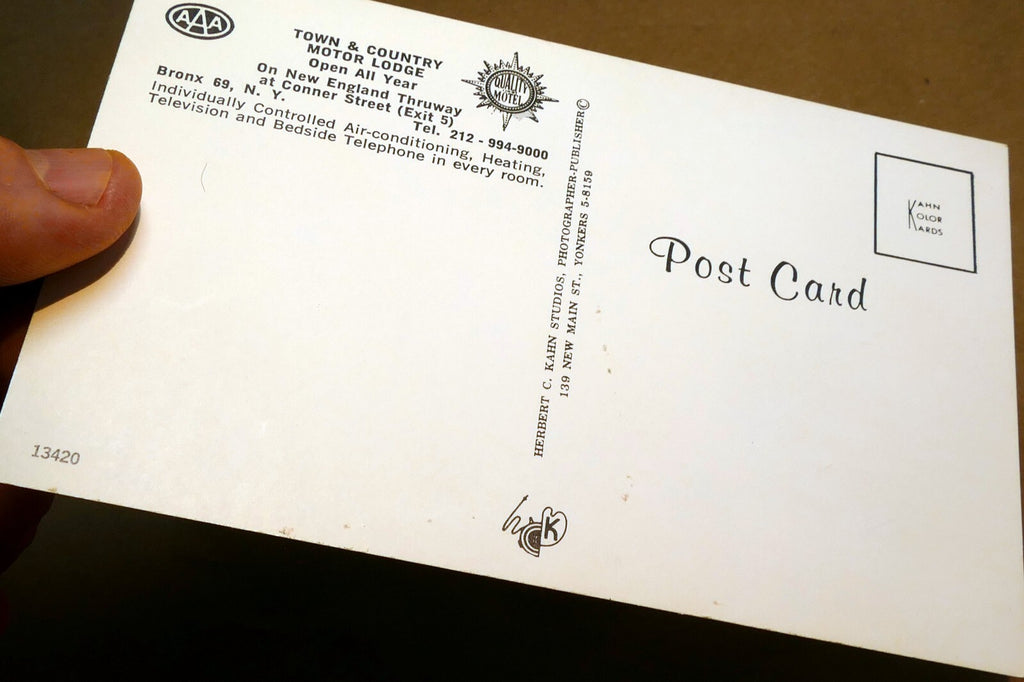 AAA
TOWN & COUNTRY
MOTOR LODGE
Open All Year
On New England Thruway
at Conner Street (Exit 5)
Bronx 69, N. Y.
Tel. 212 - 994-9000
Individually Controlled Air-conditioning, Heating,
Television and Bedside Telephone in every room.
QUALITY
MOTEL
HERBERT C. KAHN STUDIOS, PHOTOGRAPHER-PUBLISHER©
139 NEW MAIN ST., YONKERS 5-8159
Post Card
KAHN
KOLOR
KARDS
13420
hcK